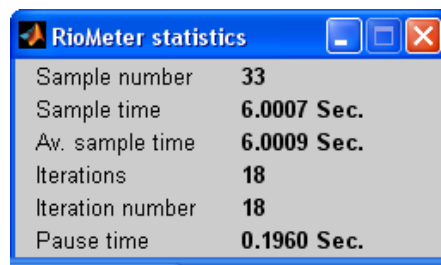 RioMeter statistics
Sample number 33
Sample time 6.0007 Sec.
Av. sample time 6.0009 Sec.
Iterations 18
Iteration number 18
Pause time 0.1960 Sec.